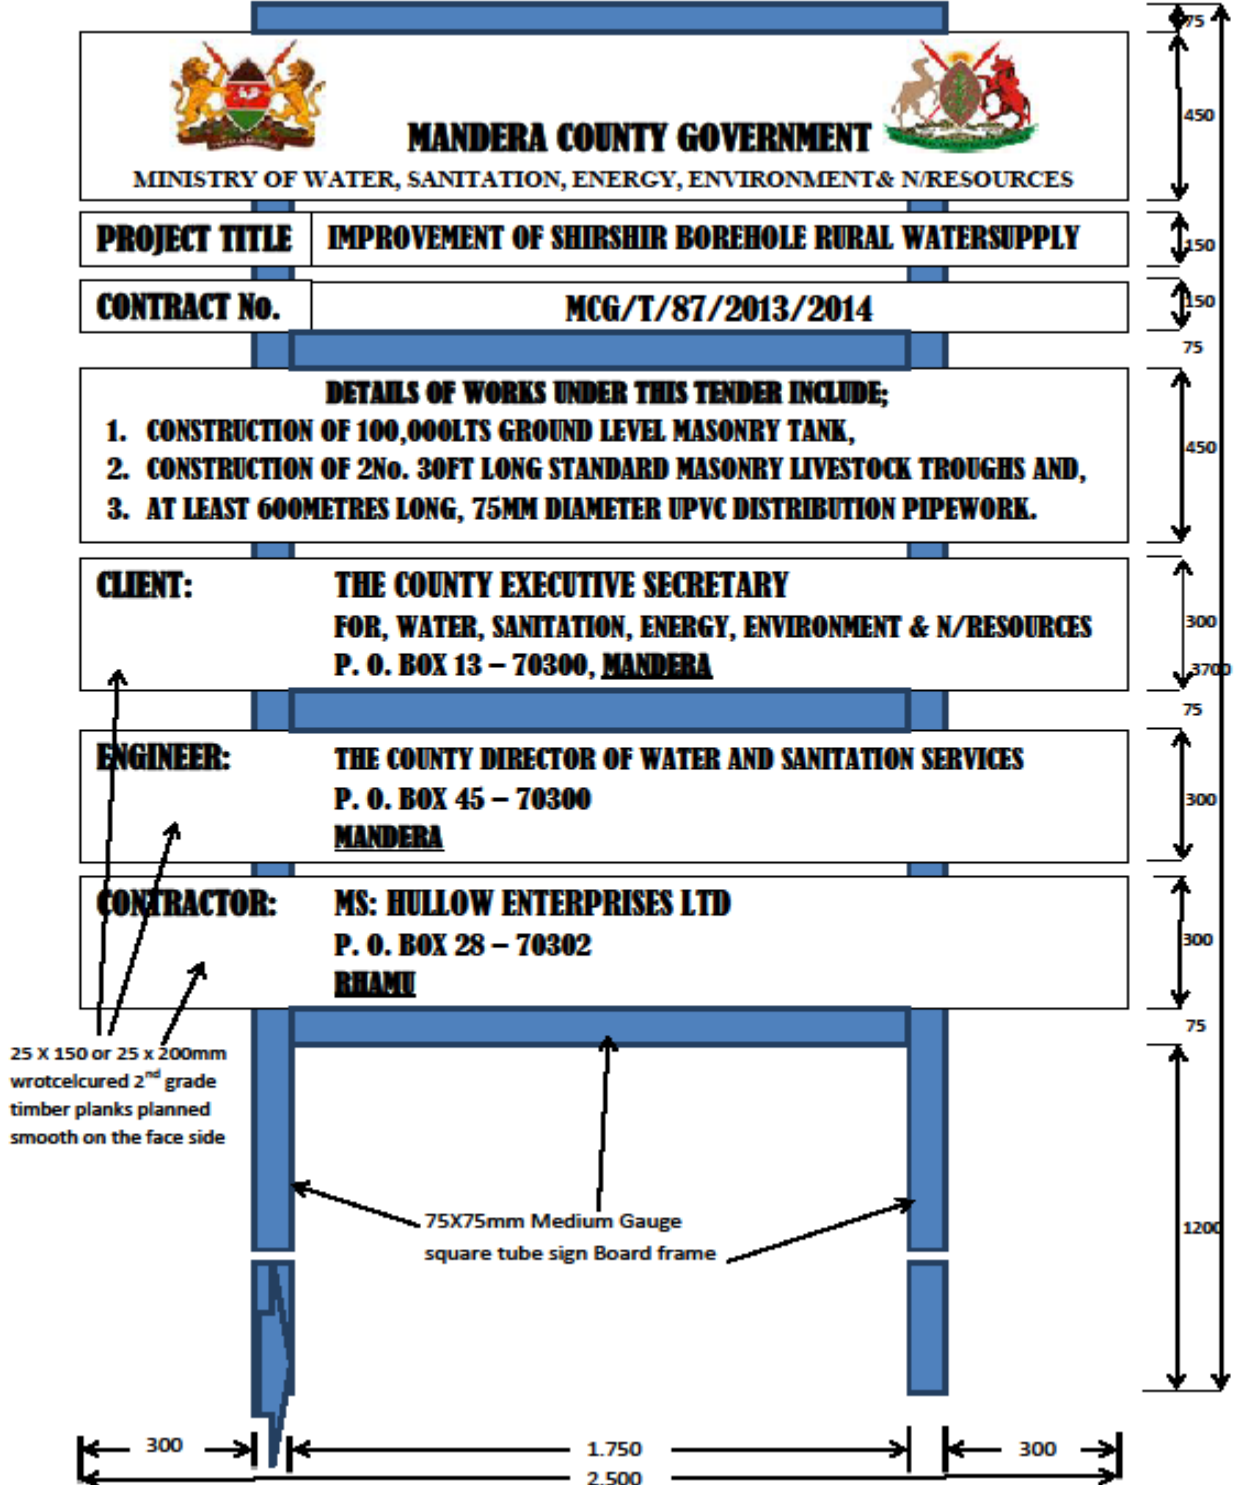 75
450
MANDERA COUNTY GOVERNMENT
MINISTRY OF WATER, SANITATION, ENERGY, ENVIRONMENT& N/RESOURCES
PROJECT TITLE IMPROVEMENT OF SHIRSHIR BOREHOLE RURAL WATERSUPPLY
150
CONTRACT No. MCG/T/87/2013/2014
150
75
DETAILS OF WORKS UNDER THIS TENDER INCLUDE;
1. CONSTRUCTION OF 100,000LTS GROUND LEVEL MASONRY TANK,
2. CONSTRUCTION OF 2No. 30FT LONG STANDARD MASONRY LIVESTOCK TROUGHS AND,
3. AT LEAST 600METRES LONG, 75MM DIAMETER UPVC DISTRIBUTION PIPEWORK.
450
CLIENT: THE COUNTY EXECUTIVE SECRETARY
FOR, WATER, SANITATION, ENERGY, ENVIRONMENT & N/RESOURCES
P. O. BOX 13 – 70300, MANDERA
300
3700
75
ENGINEER: THE COUNTY DIRECTOR OF WATER AND SANITATION SERVICES
P. O. BOX 45 – 70300
MANDERA
300
CONTRACTOR: MS: HULLOW ENTERPRISES LTD
P. O. BOX 28 – 70302
RHAMU
300
75
25 X 150 or 25 x 200mm
wrotcelcured 2nd grade
timber planks planned
smooth on the face side
75X75mm Medium Gauge
square tube sign Board frame
1200
300 1.750 300
2.500